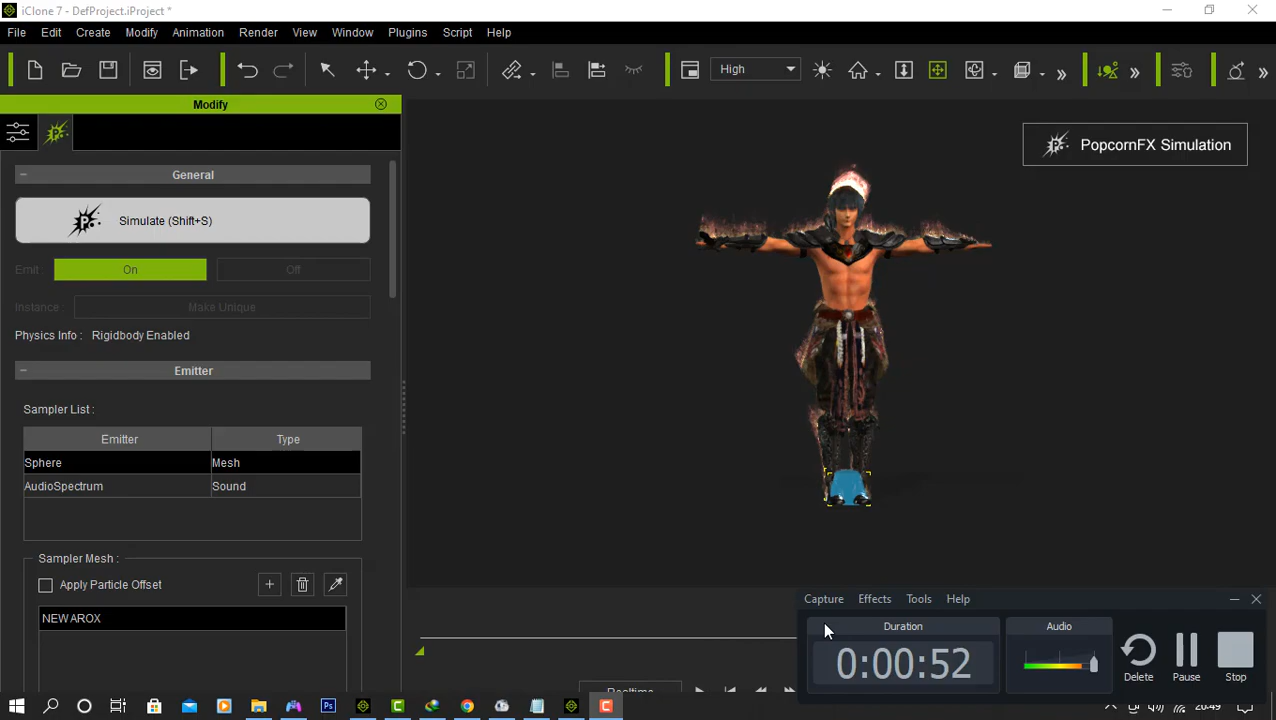 iClone 7 - DefProject.iProject *
File Edit Create Modify Animation Render View Window Plugins Script Help
High
Modify
PopcornFX Simulation
General
Simulate (Shift+S)
Emit On Off
Instance : Make Unique
Physics Info : Rigidbody Enabled
Emitter
Sampler List :
Emitter Type
Sphere Mesh
AudioSpectrum Sound
Sampler Mesh :
Apply Particle Offset
NEW AROX
Capture Effects Tools Help
Duration Audio
0:00:52
Delete Pause Stop
Realtime
20:49